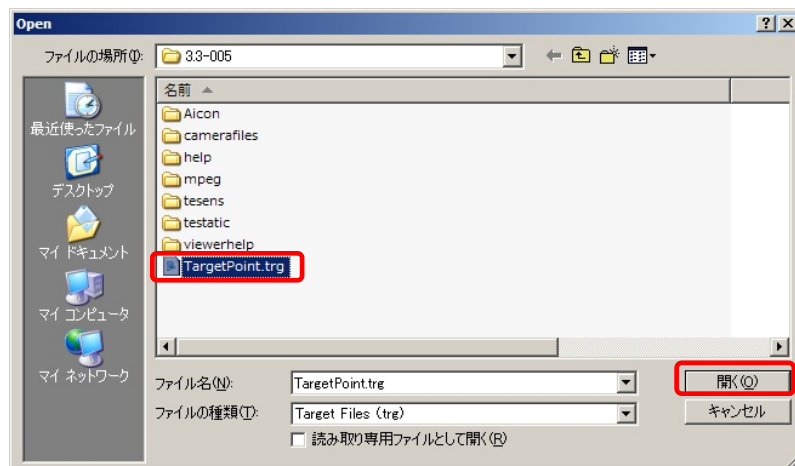 Open
ファイルの場所(I):
3.3-005
名前
Aicon
camerafiles
help
mpeg
tesens
testatic
viewerhelp
TargetPoint.trg
最近使ったファイル
デスクトップ
マイ ドキュメント
マイ コンピュータ
マイ ネットワーク
ファイル名(N):
TargetPoint.trg
開く(O)
ファイルの種類(T):
Target Files (trg)
キャンセル
読み取り専用ファイルとして開く(R)